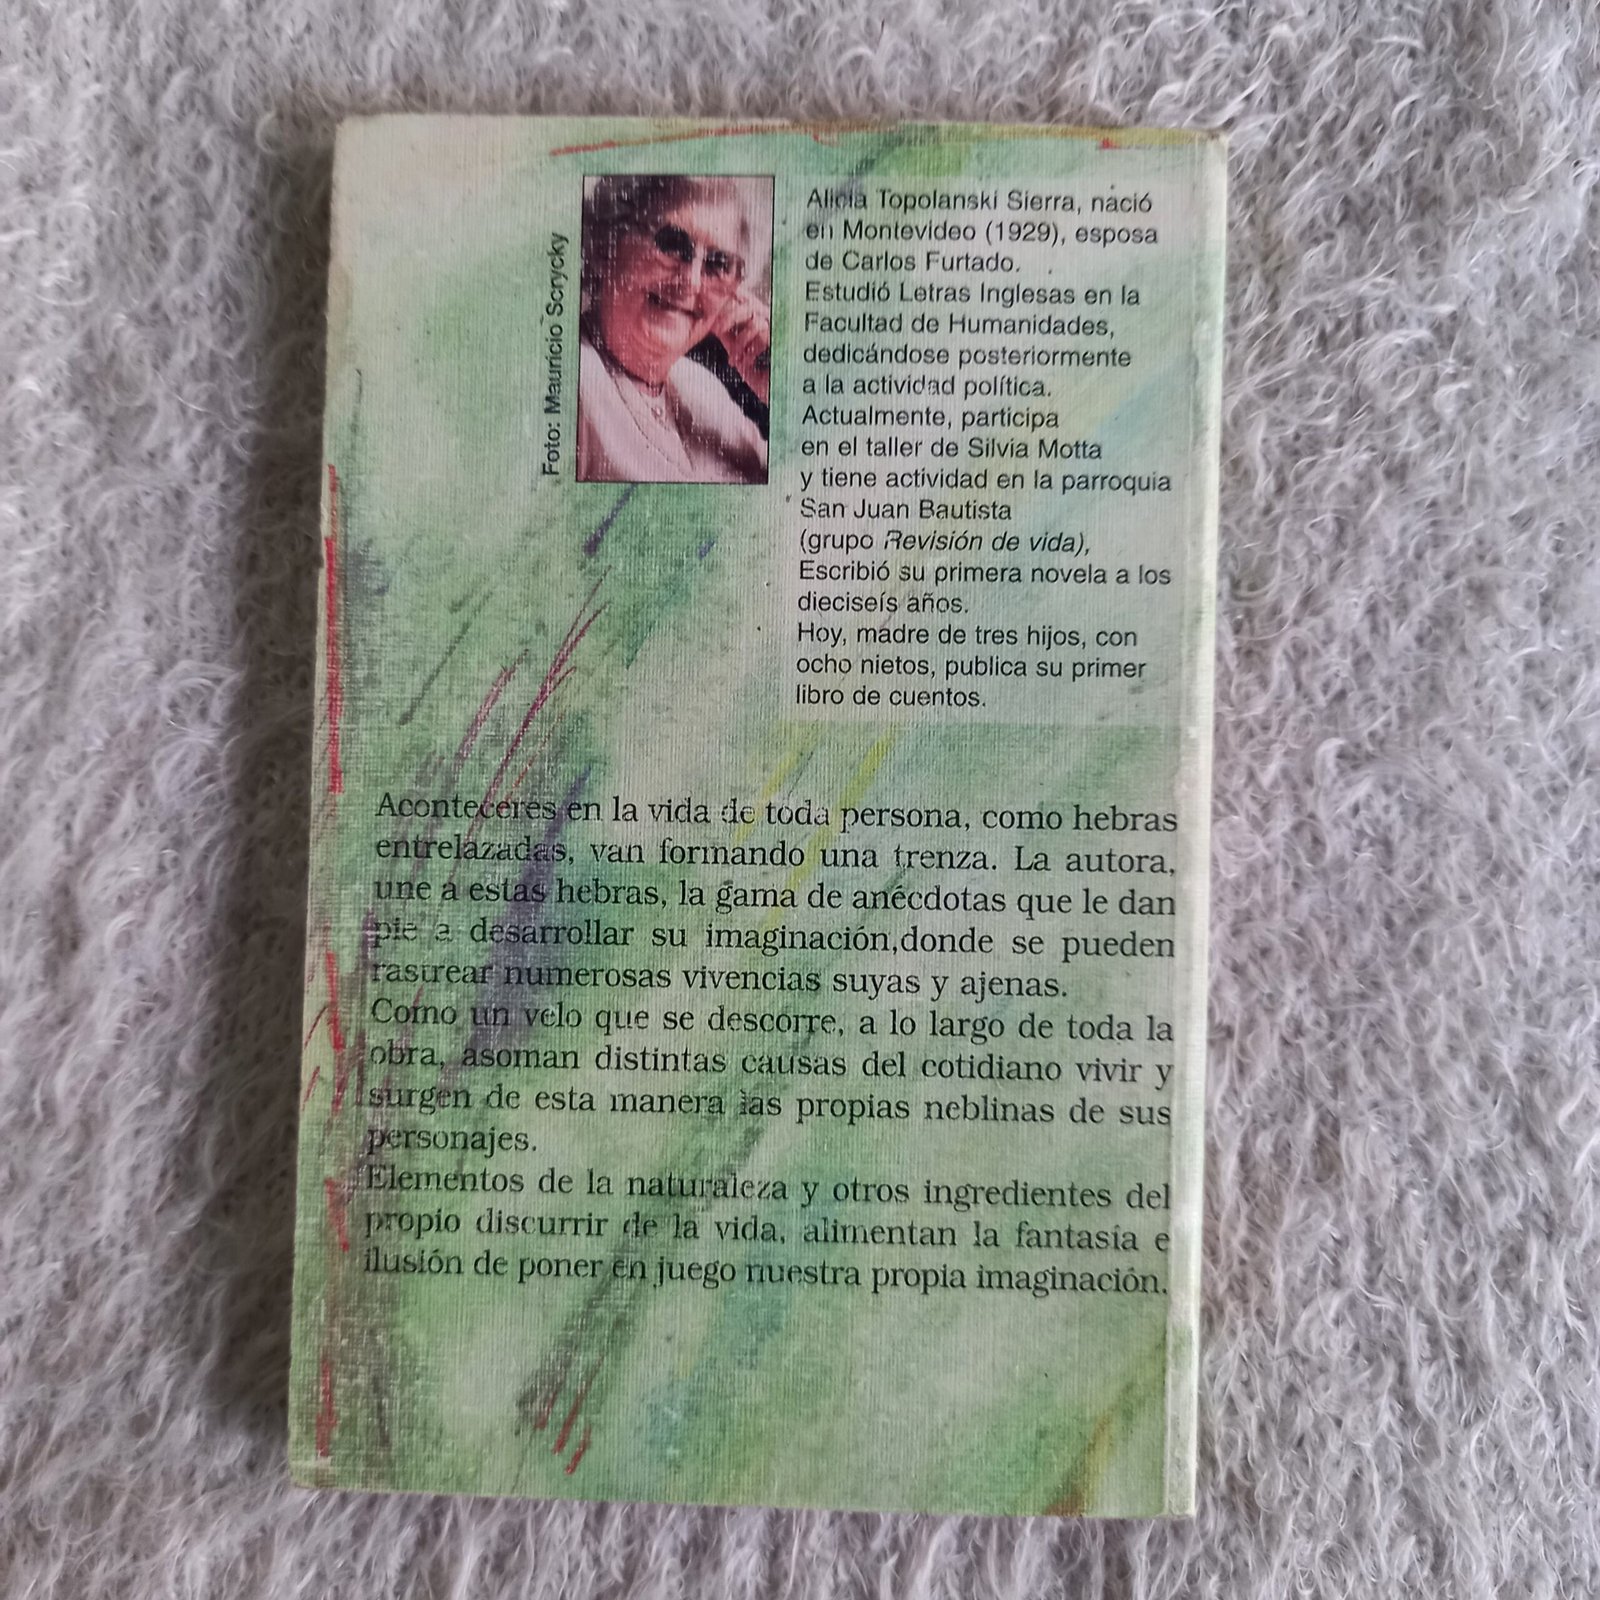 Foto: Mauricio Scrycky
Alicia Topolanski Sierra, nació
en Montevideo (1929), esposa
de Carlos Furtado.
Estudió Letras Inglesas en la
Facultad de Humanidades,
dedicándose posteriormente
a la actividad política.
Actualmente, participa
en el taller de Silvia Motta
y tiene actividad en la parroquia
San Juan Bautista
(grupo Revisión de vida),
Escribió su primera novela a los
dieciseís años.
Hoy, madre de tres hijos, con
ocho nietos, publica su primer
libro de cuentos.
Aconteceres en la vida de toda persona, como hebras
entrelazadas, van formando una trenza. La autora,
une a estas hebras, la gama de anécdotas que le dan
pie a desarrollar su imaginación,donde se pueden
rastrear numerosas vivencias suyas y ajenas.
Como un velo que se descorre, a lo largo de toda la
obra, asoman distintas causas del cotidiano vivir y
surgen de esta manera las propias neblinas de sus
personajes.
Elementos de la naturaleza y otros ingredientes del
propio discurrir de la vida, alimentan la fantasía e
ilusión de poner en juego nuestra propia imaginación.